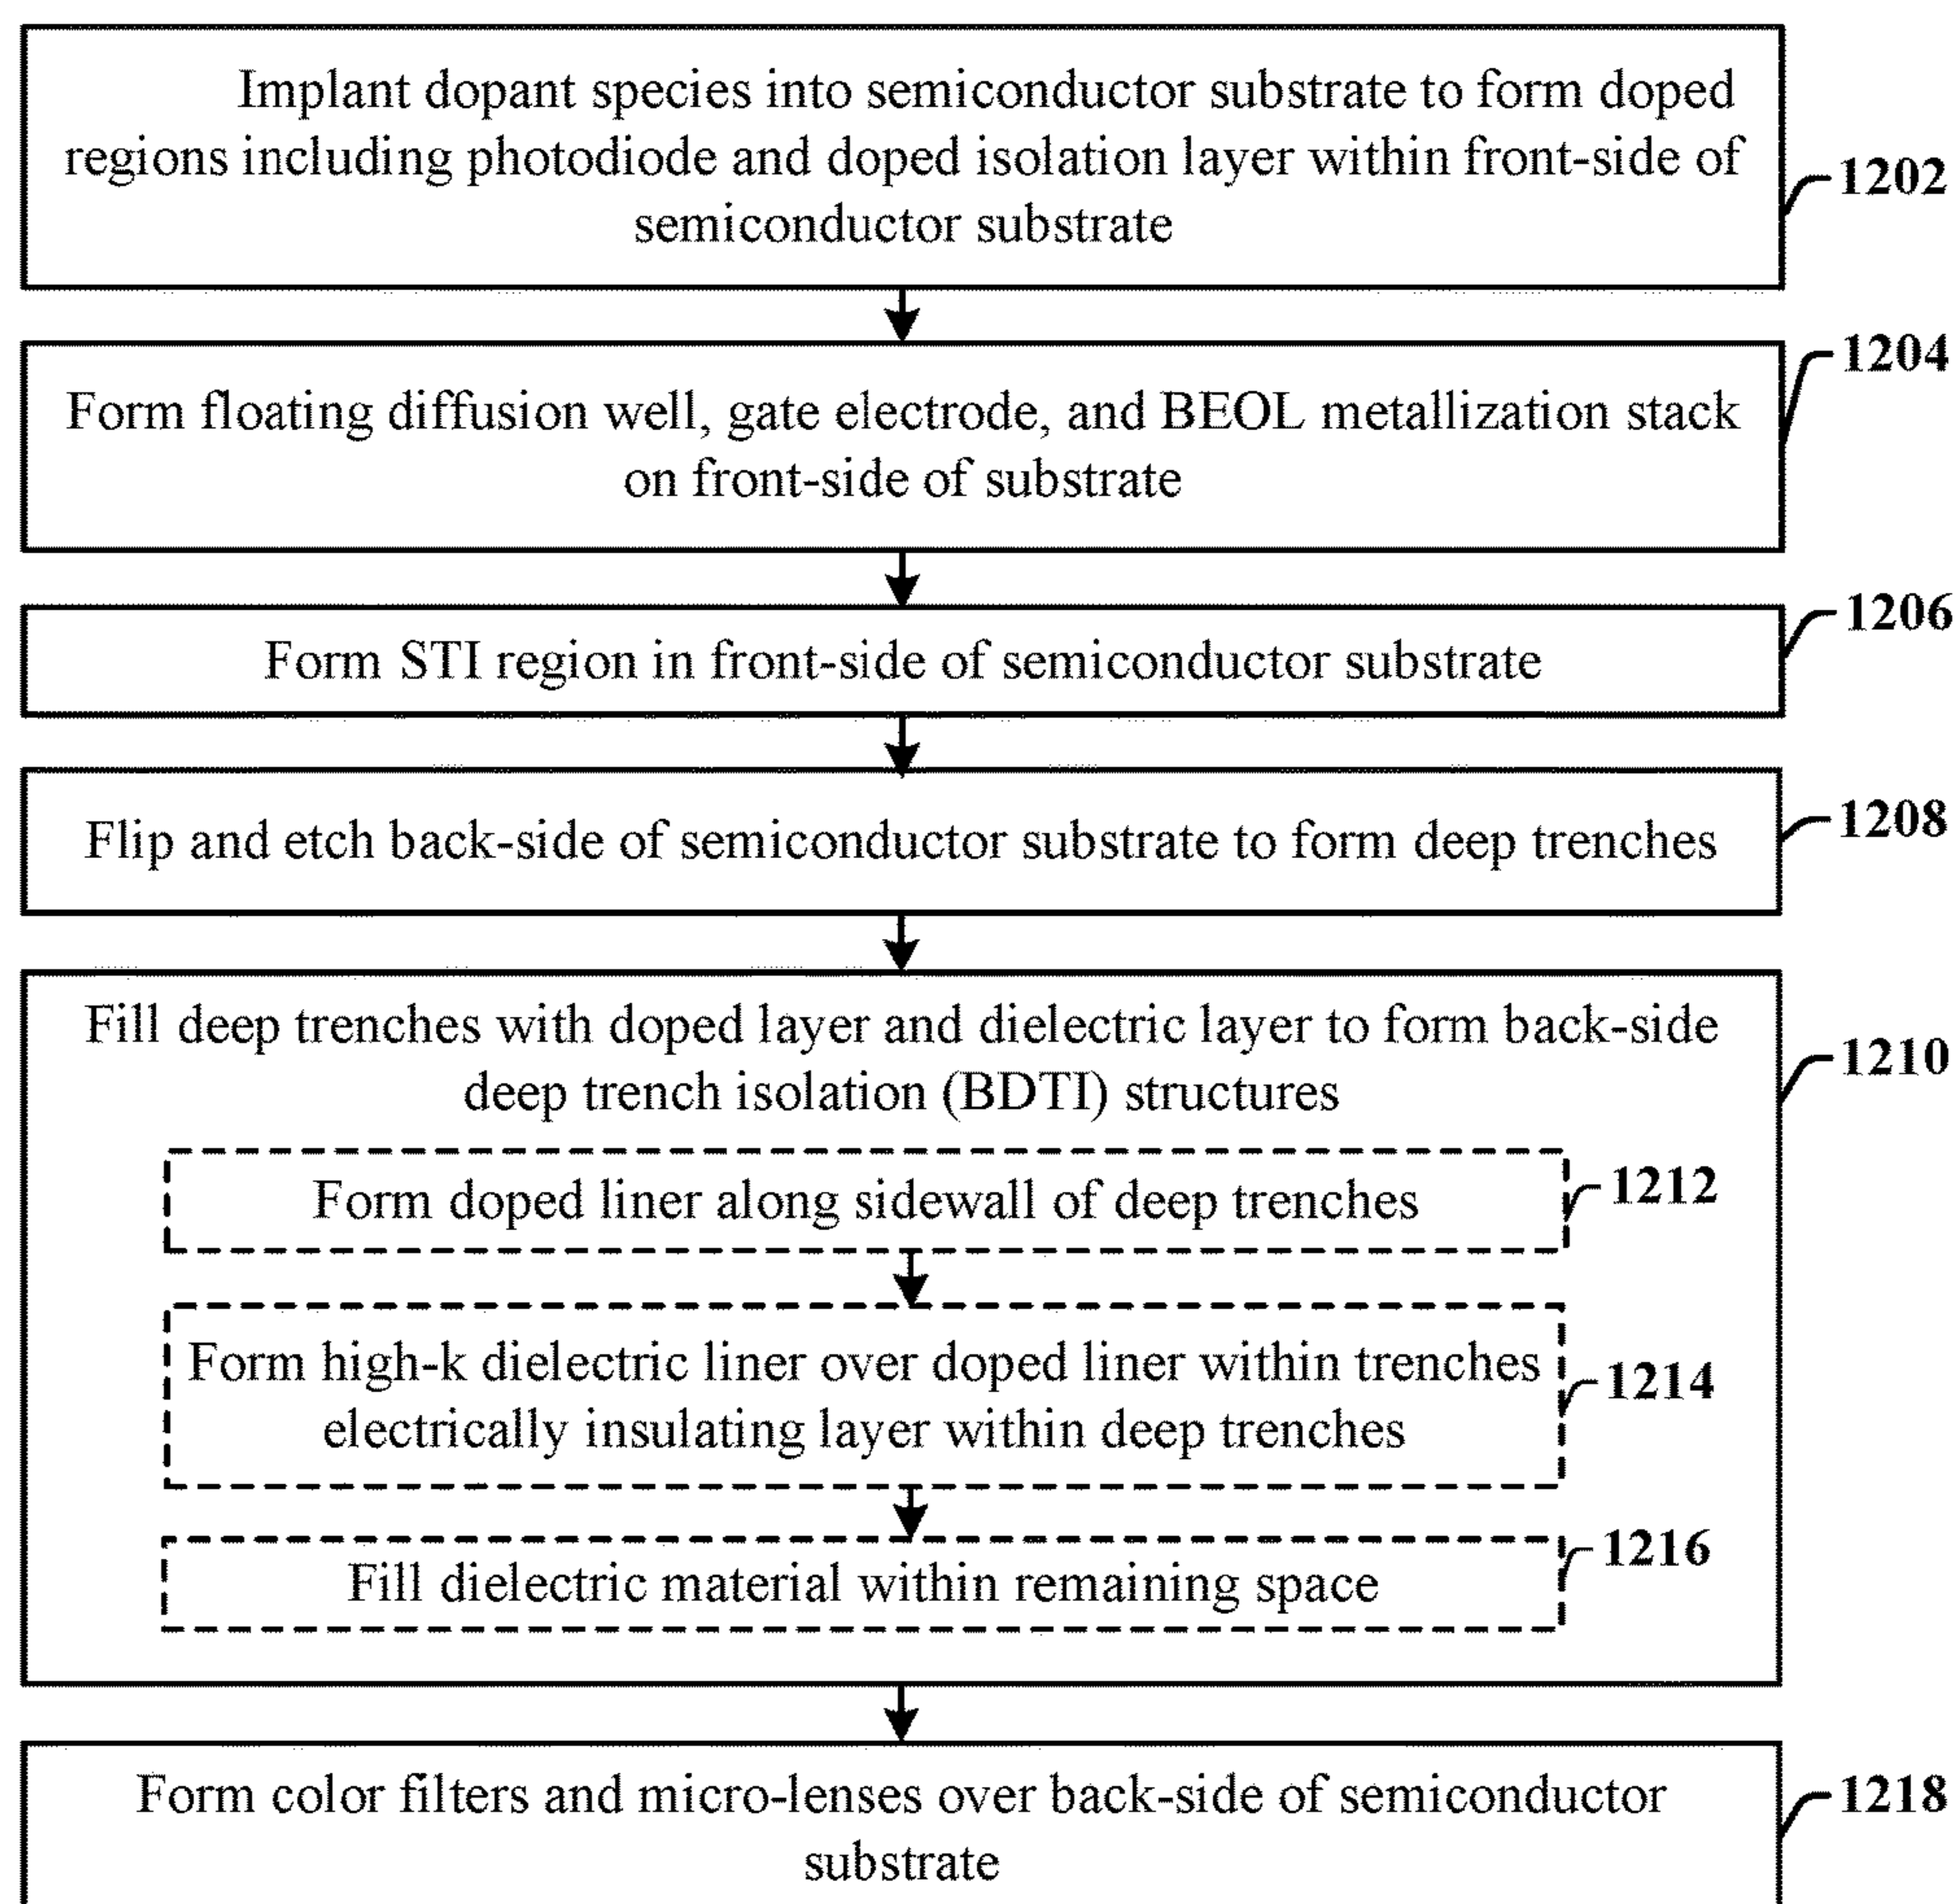 Implant dopant species into semiconductor substrate to form doped
regions including photodiode and doped isolation layer within front-side of
semiconductor substrate
1202
Form floating diffusion well, gate electrode, and BEOL metallization stack
on front-side of substrate
1204
Form STI region in front-side of semiconductor substrate
1206
Flip and etch back-side of semiconductor substrate to form deep trenches
1208
Fill deep trenches with doped layer and dielectric layer to form back-side
deep trench isolation (BDTI) structures
1210
Form doped liner along sidewall of deep trenches
1212
Form high-k dielectric liner over doped liner within trenches
electrically insulating layer within deep trenches
1214
Fill dielectric material within remaining space
1216
Form color filters and micro-lenses over back-side of semiconductor
substrate
1218